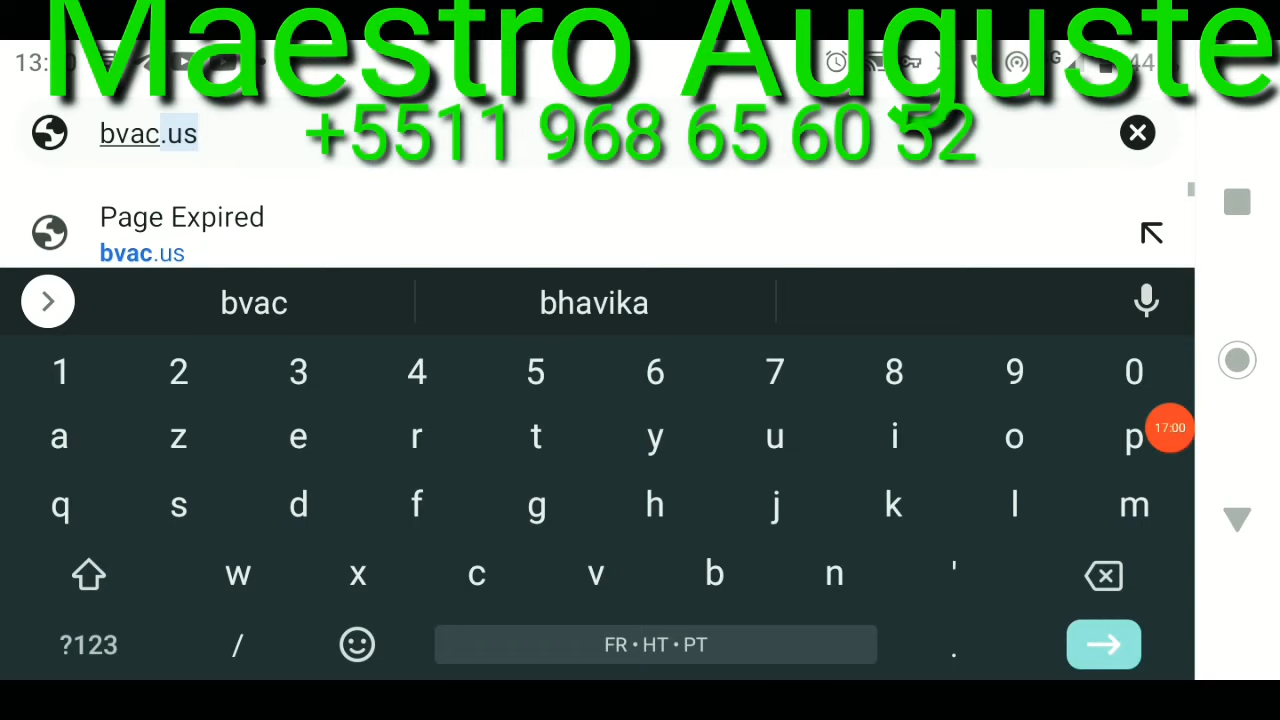 Maestro Auguste
+5511 968 65 60 52
bvac.us
Page Expired
bvac.us
bvac bhavika
1 2 3 4 5 6 7 8 9 0
a z e r t y u i o p
17:00
q s d f g h j k l m
w x c v b n '
?123 / FR • HT • PT .